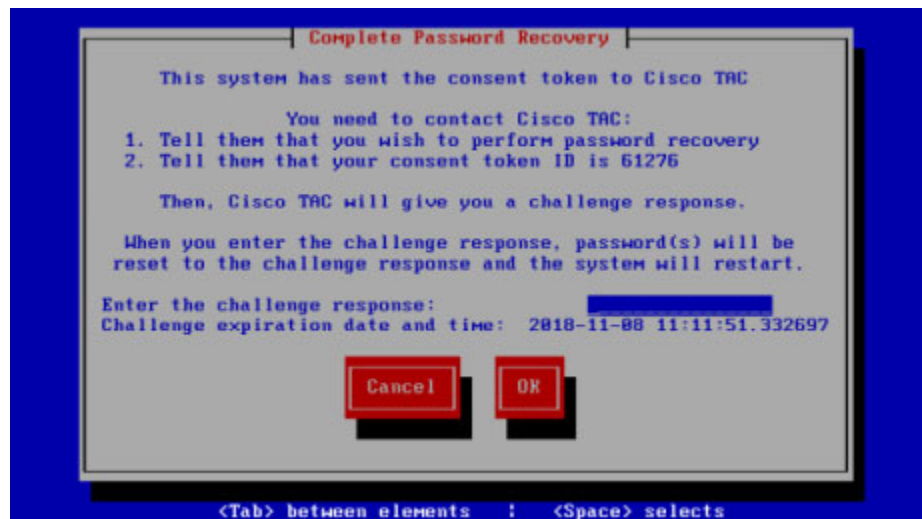 Complete Password Recovery
This system has sent the consent token to Cisco TAC
You need to contact Cisco TAC:
1. Tell them that you wish to perform password recovery
2. Tell them that your consent token ID is 61276
Then, Cisco TAC will give you a challenge response.
When you enter the challenge response, password(s) will be
reset to the challenge response and the system will restart.
Enter the challenge response:
Challenge expiration date and time: 2018-11-08 11:11:51.332697
Cancel OK
<Tab> between elements ¦ <Space> selects